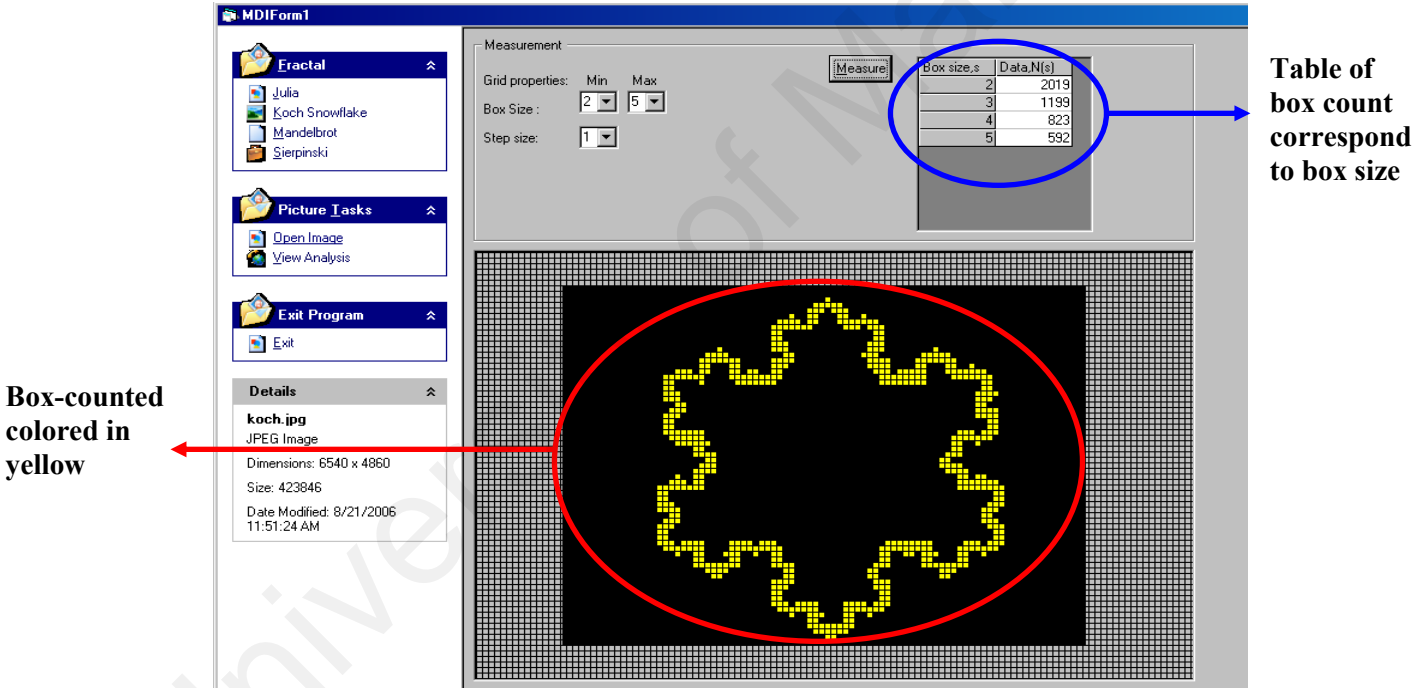 MDIForm1
Fractal
Julia
Koch Snowflake
Mandelbrot
Sierpinski
Picture Tasks
Open Image
View Analysis
Exit Program
Exit
Details
koch.jpg
JPEG Image
Dimensions: 6540 x 4860
Size: 423846
Date Modified: 8/21/2006
11:51:24 AM
Measurement
Grid properties: Min Max
Box Size : 2 5
Step size: 1
Measure
Box size,s Data,N(s)
2 2019
3 1199
4 823
5 592
Table of
box count
correspond
to box size
Box-counted
colored in
yellow